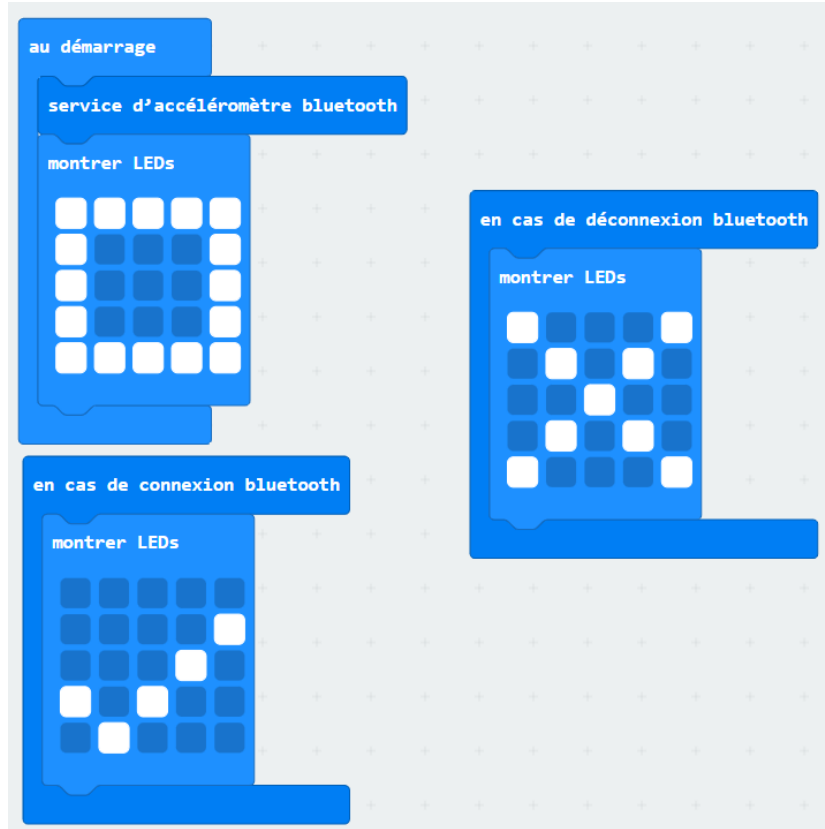 au démarrage
service d’accéléromètre bluetooth
montrer LEDs
en cas de déconnexion bluetooth
montrer LEDs
en cas de connexion bluetooth
montrer LEDs